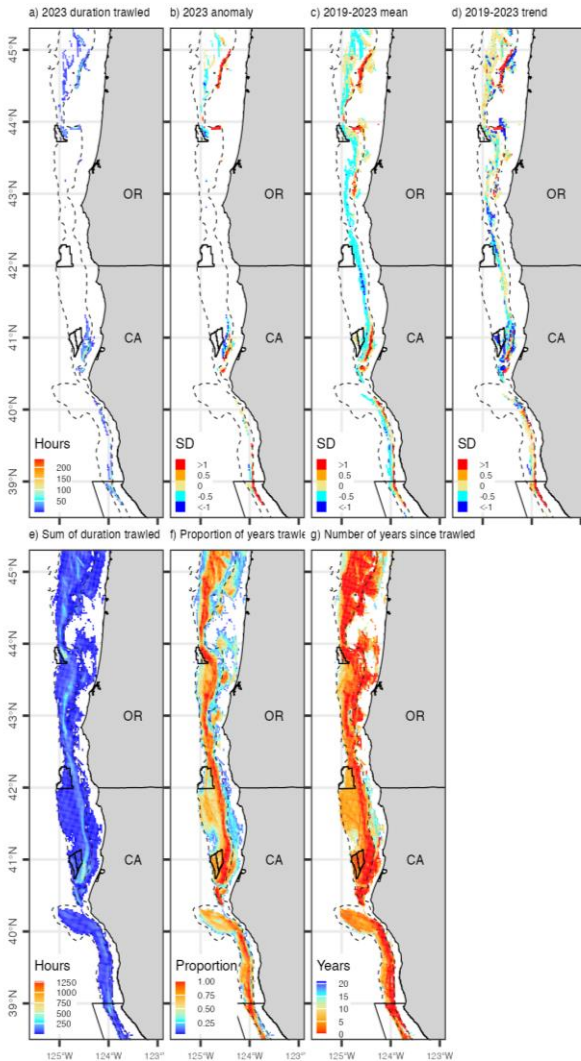 a) 2023 duration trawled
b) 2023 anomaly
c) 2019-2023 mean
d) 2019-2023 trend
45°N
44°N
43°N
42°N
41°N
40°N
39°N
OR
CA
OR
CA
OR
CA
OR
CA
Hours
200
150
100
50
SD
>1
0.5
0
-0.5
<-1
SD
>1
0.5
0
-0.5
<-1
SD
>1
0.5
0
-0.5
<-1
125°W 124°W 123°W
e) Sum of duration trawled
f) Proportion of years trawle
g) Number of years since trawled
45°N
44°N
43°N
42°N
41°N
40°N
39°N
OR
CA
OR
CA
OR
CA
Hours
1250
1000
750
500
250
Proportion
1.00
0.75
0.50
0.25
Years
20
15
10
5
0
125°W 124°W 123°W
125°W 124°W 123°W
125°W 124°W 123°W